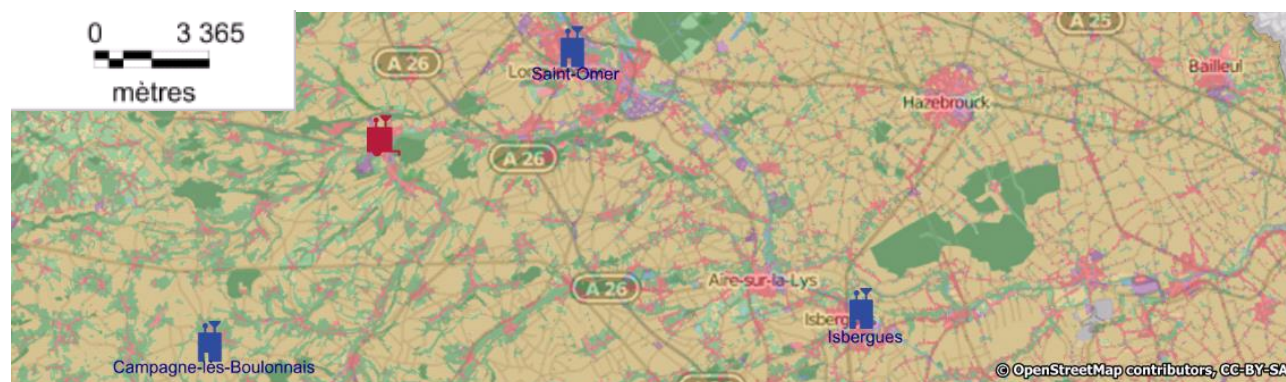 0 3 365
mètres
A 25
A 26
Saint-Omer
Bailleul
Hazebrouck
A 26
Aire-sur-la-Lys
A 26
Isbergues
Campagne-lès-Boulonnais
© OpenStreetMap contributors, CC-BY-SA